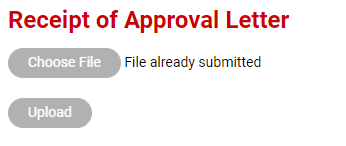 Receipt of Approval Letter
Choose File File already submitted
Upload